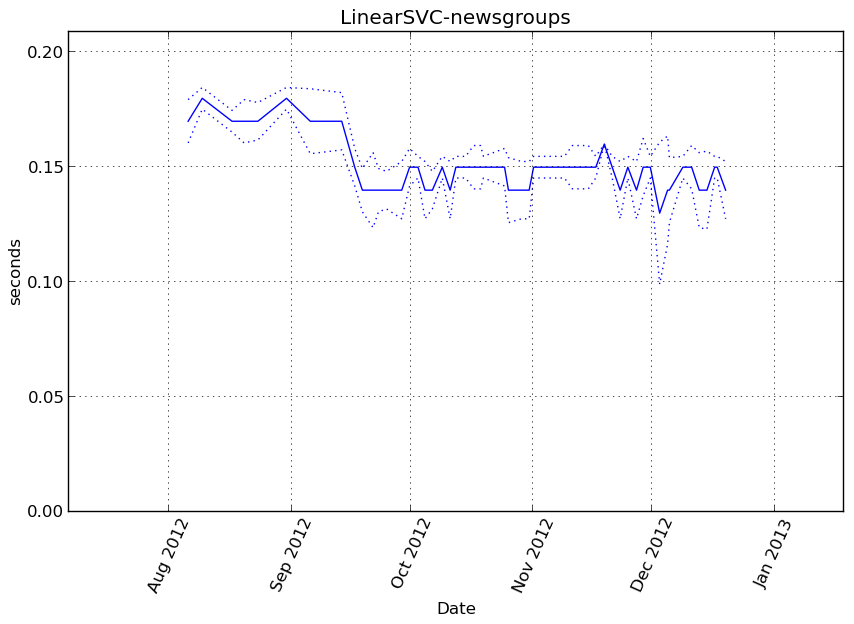 LinearSVC-newsgroups
0.20
0.15
0.10
0.05
0.00
seconds
Aug 2012
Sep 2012
Oct 2012
Nov 2012
Dec 2012
Jan 2013
Date